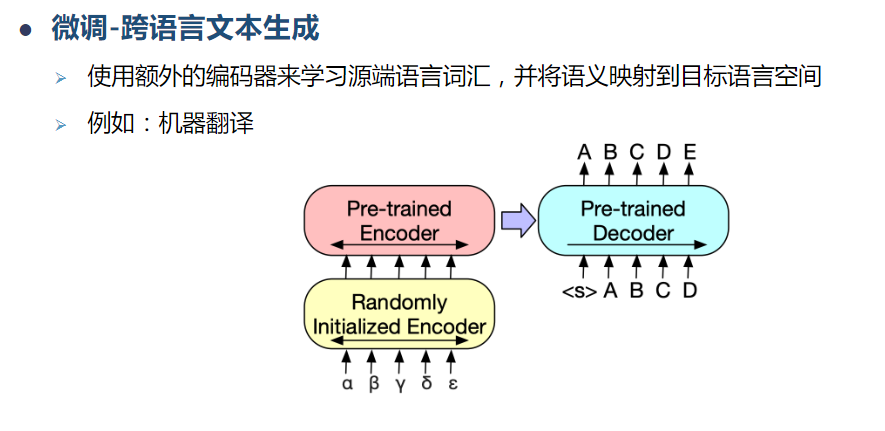 ● 微调-跨语言文本生成
➢ 使用额外的编码器来学习源端语言词汇，并将语义映射到目标语言空间
➢ 例如：机器翻译
A B C D E
Pre-trained
Encoder
Pre-trained
Decoder
<s> A B C D
Randomly
Initialized Encoder
α β γ δ ε